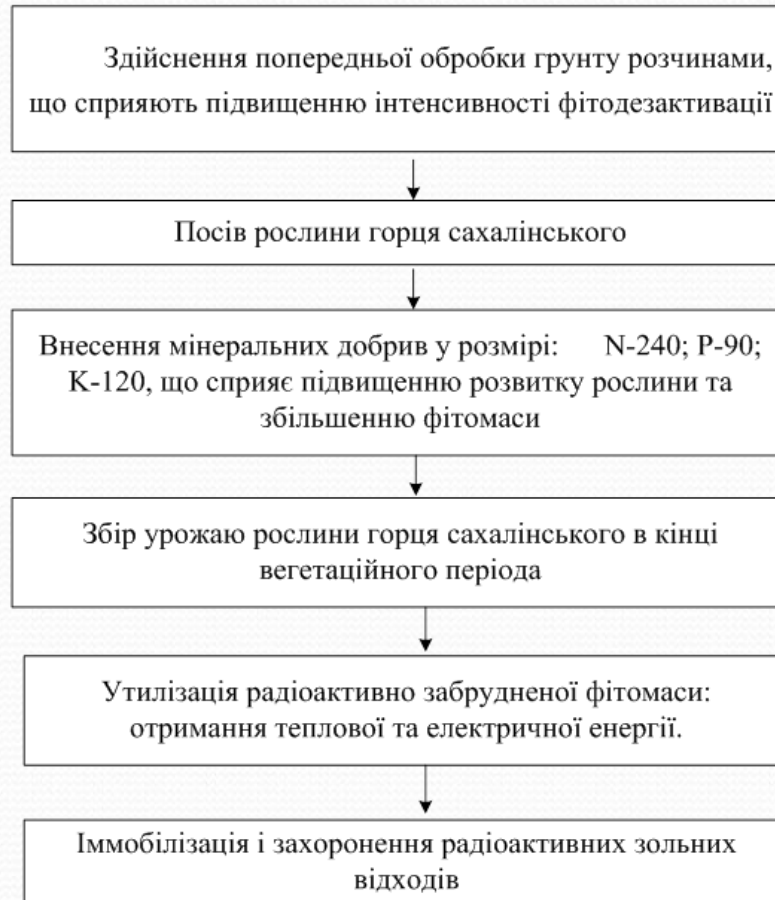 Здійснення попередньої обробки грунту розчинами,
що сприяють підвищенню інтенсивності фітодезактивації
Посів рослини горця сахалінського
Внесення мінеральних добрив у розмірі: N-240; P-90;
K-120, що сприяє підвищенню розвитку рослини та
збільшенню фітомаси
Збір урожаю рослини горця сахалінського в кінці
вегетаційного періода
Утилізація радіоактивно забрудненої фітомаси:
отримання теплової та електричної енергії.
Іммобілізація і захоронення радіоактивних зольних
відходів